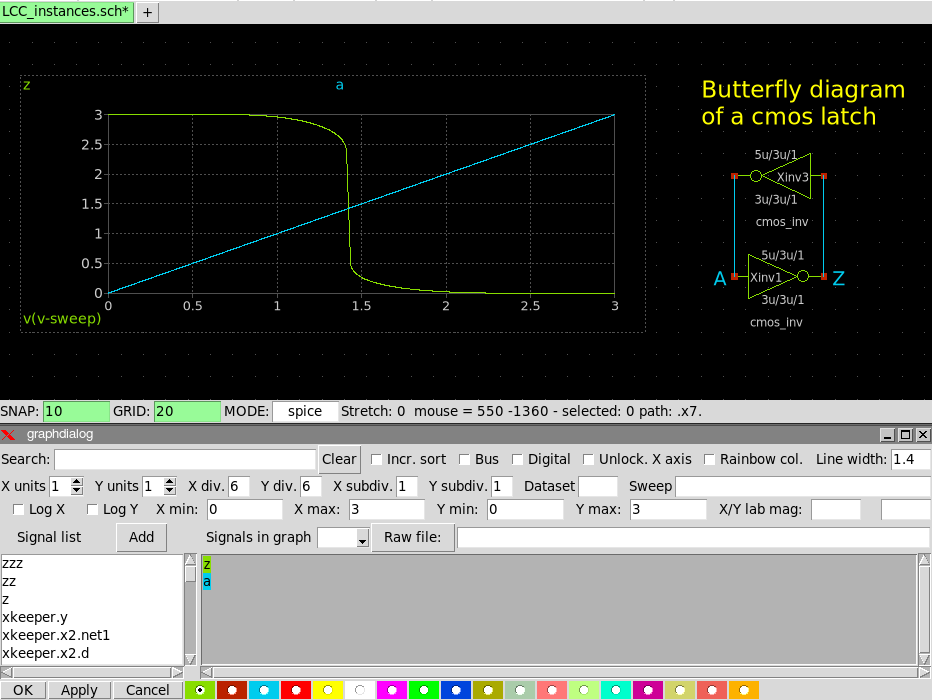 LCC_instances.sch* +
z a
3
2.5
2
1.5
1
0.5
0
0 0.5 1 1.5 2 2.5 3
v(v-sweep)
Butterfly diagram
of a cmos latch
5u/3u/1
Xinv3
3u/3u/1
cmos_inv
5u/3u/1
A Xinv1 Z
3u/3u/1
cmos_inv
SNAP: 10 GRID: 20 MODE: spice Stretch: 0 mouse = 550 -1360 - selected: 0 path: .x7.
graphdialog
Search: Clear Incr. sort Bus Digital Unlock. X axis Rainbow col. Line width: 1.4
X units 1 Y units 1 X div. 6 Y div. 6 X subdiv. 1 Y subdiv. 1 Dataset Sweep
Log X Log Y X min: 0 X max: 3 Y min: 0 Y max: 3 X/Y lab mag:
Signal list Add Signals in graph Raw file:
zzz
zz
z
xkeeper.y
xkeeper.x2.net1
xkeeper.x2.d
z
a
OK Apply Cancel